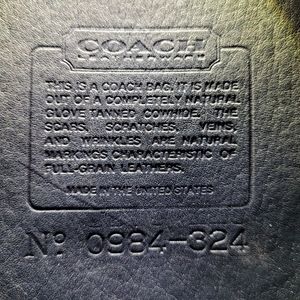 COACH
LEATHERWARE
THIS IS A COACH BAG. IT IS MADE
OUT OF A COMPLETELY NATURAL
GLOVE TANNED COWHIDE. THE
SCARS, SCRATCHES, VEINS,
AND WRINKLES ARE NATURAL
MARKINGS CHARACTERISTIC OF
FULL-GRAIN LEATHERS.
MADE IN THE UNITED STATES
Nº 0984-324